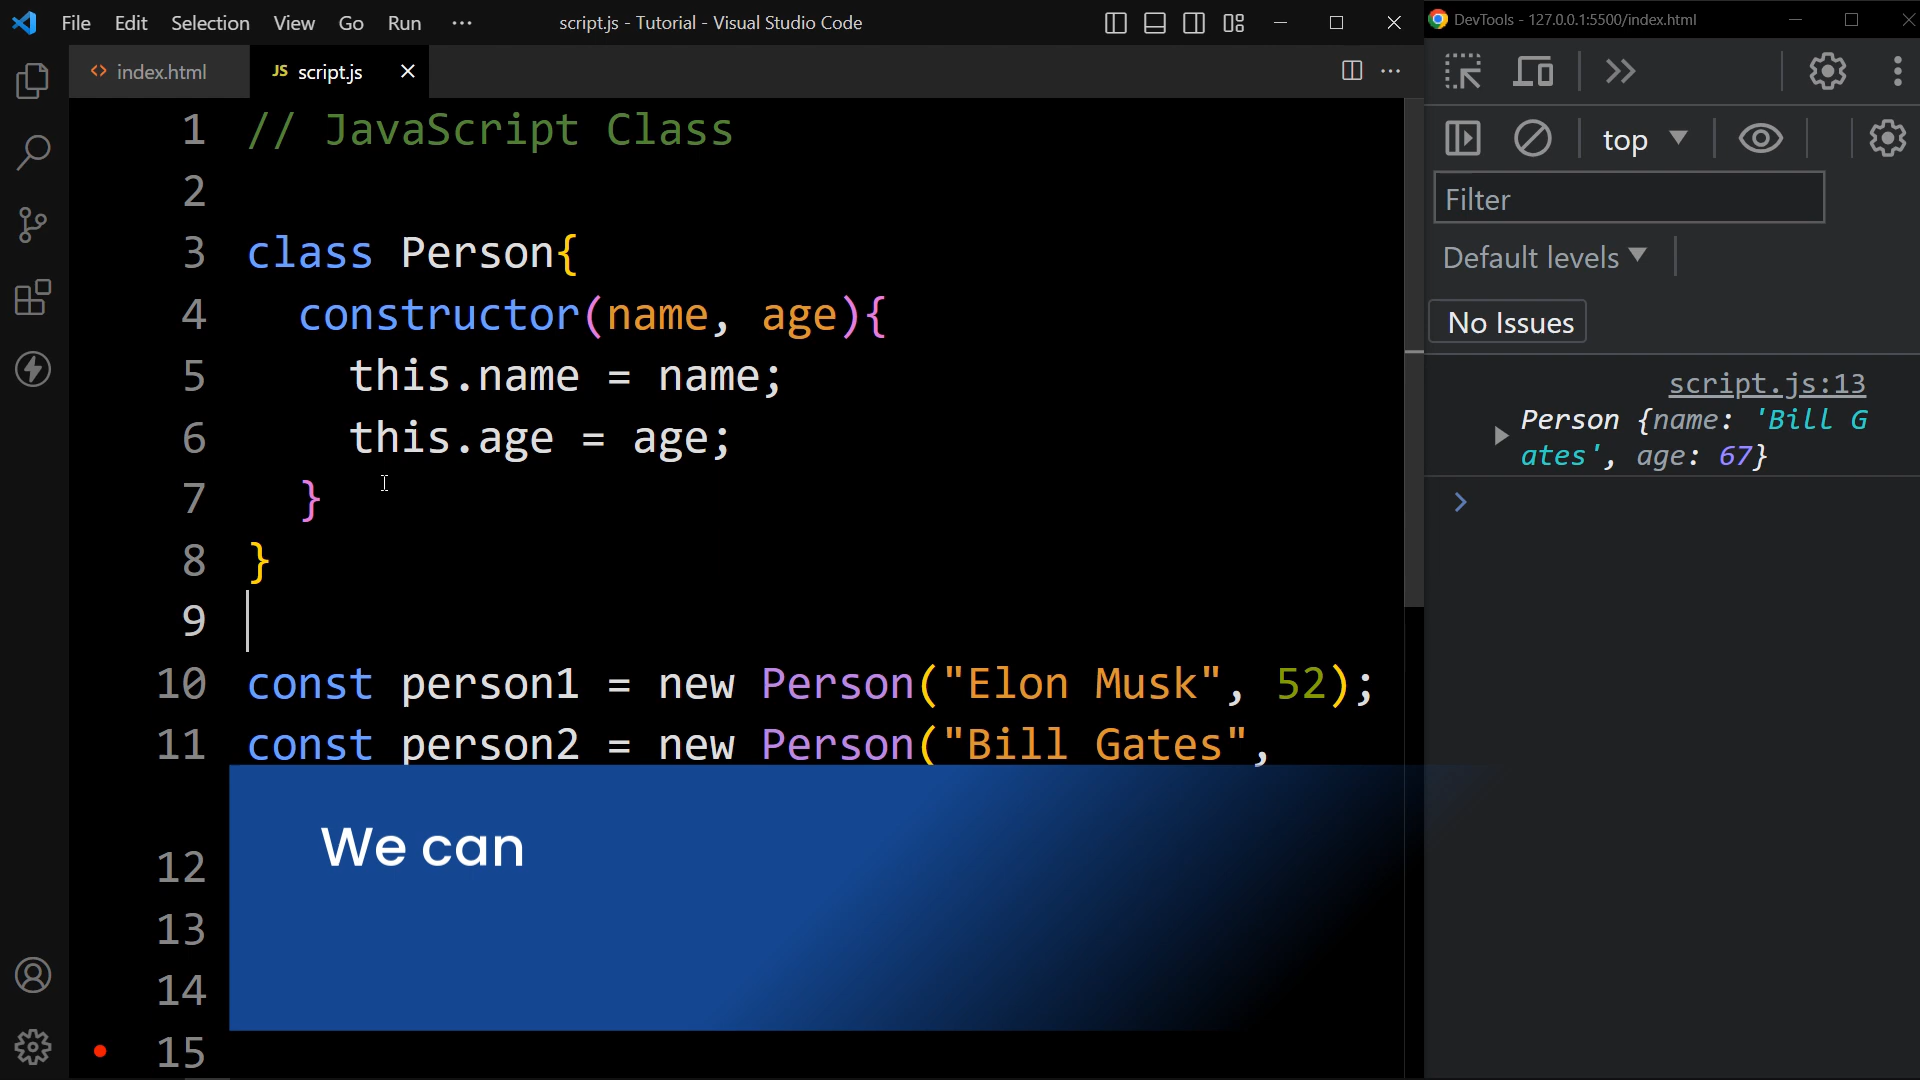 File Edit Selection View Go Run ··· script.js - Tutorial - Visual Studio Code
index.html
JS script.js
1 // JavaScript Class
2
3 class Person{
4 constructor(name, age){
5 this.name = name;
6 this.age = age;
7 }
8 }
9
10 const person1 = new Person("Elon Musk", 52);
11 const person2 = new Person("Bill Gates",
12
13
14
15
We can
DevTools - 127.0.0.1:5500/index.html
top
Filter
Default levels
No Issues
script.js:13
Person {name: 'Bill G
ates', age: 67}